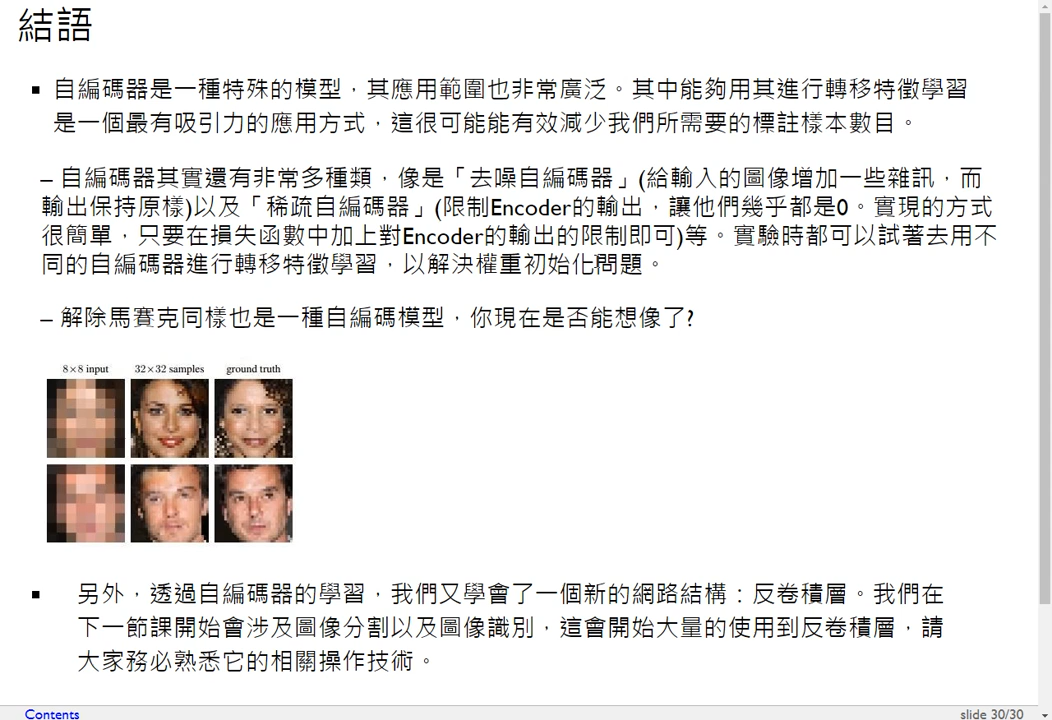 結語
▪ 自編碼器是一種特殊的模型，其應用範圍也非常廣泛。其中能夠用其進行轉移特徵學習
是一個最有吸引力的應用方式，這很可能能有效減少我們所需要的標註樣本數目。
– 自編碼器其實還有非常多種類，像是「去噪自編碼器」(給輸入的圖像增加一些雜訊，而
輸出保持原樣)以及「稀疏自編碼器」(限制Encoder的輸出，讓他們幾乎都是0。實現的方式
很簡單，只要在損失函數中加上對Encoder的輸出的限制即可)等。實驗時都可以試著去用不
同的自編碼器進行轉移特徵學習，以解決權重初始化問題。
– 解除馬賽克同樣也是一種自編碼模型，你現在是否能想像了?
8×8 input 32×32 samples ground truth
▪ 另外，透過自編碼器的學習，我們又學會了一個新的網路結構：反卷積層。我們在
下一節課開始會涉及圖像分割以及圖像識別，這會開始大量的使用到反卷積層，請
大家務必熟悉它的相關操作技術。
Contents slide 30/30